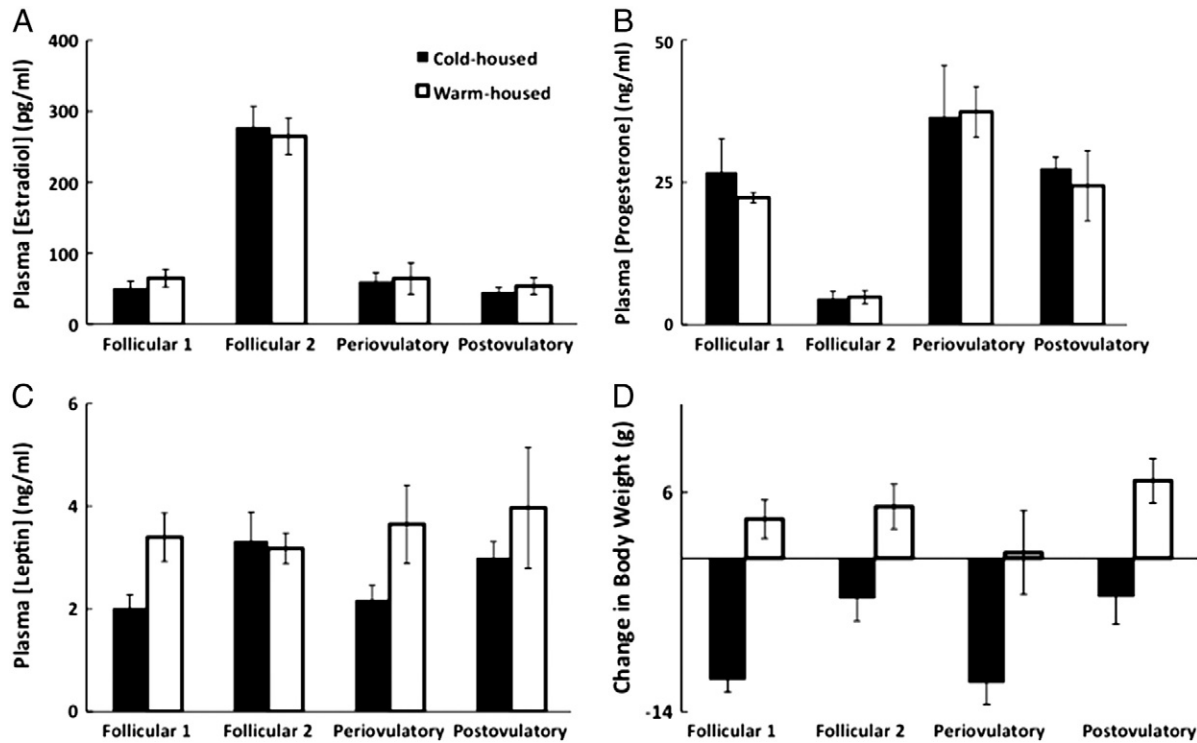 A
Plasma [Estradiol] (pg/ml)
400
300
200
100
0
Cold-housed
Warm-housed
Follicular 1 Follicular 2 Periovulatory Postovulatory
B
Plasma [Progesterone] (ng/ml)
50
25
0
Follicular 1 Follicular 2 Periovulatory Postovulatory
C
Plasma [Leptin] (ng/ml)
6
4
2
0
Follicular 1 Follicular 2 Periovulatory Postovulatory
D
Change in Body Weight (g)
6
-14
Follicular 1 Follicular 2 Periovulatory Postovulatory